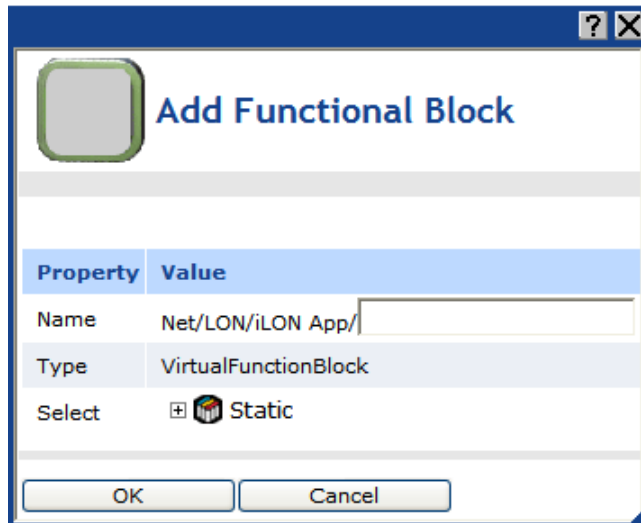 ? X
Add Functional Block
Property Value
Name Net/LON/iLON App/
Type VirtualFunctionBlock
Select Static
OK Cancel